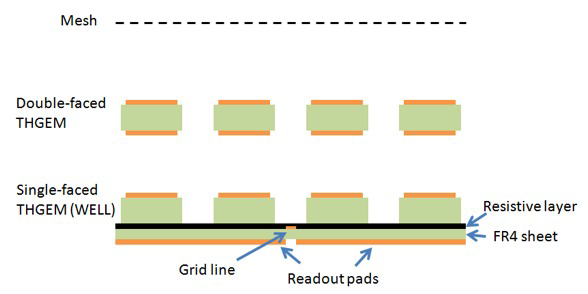 Mesh
Double-faced
THGEM
Single-faced
THGEM (WELL)
Resistive layer
FR4 sheet
Grid line
Readout pads